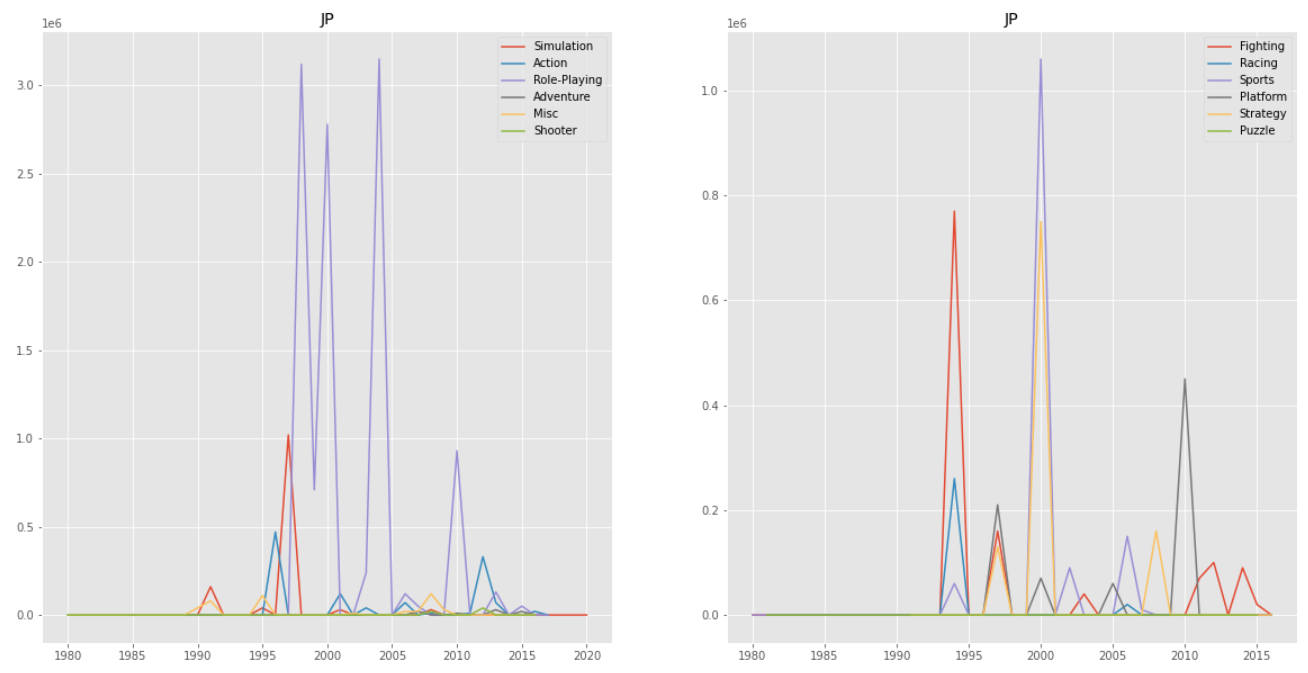 JP
1e6
Simulation
Action
Role-Playing
Adventure
Misc
Shooter
3.0
2.5
2.0
1.5
1.0
0.5
0.0
1980 1985 1990 1995 2000 2005 2010 2015 2020
JP
1e6
Fighting
Racing
Sports
Platform
Strategy
Puzzle
1.0
0.8
0.6
0.4
0.2
0.0
1980 1985 1990 1995 2000 2005 2010 2015